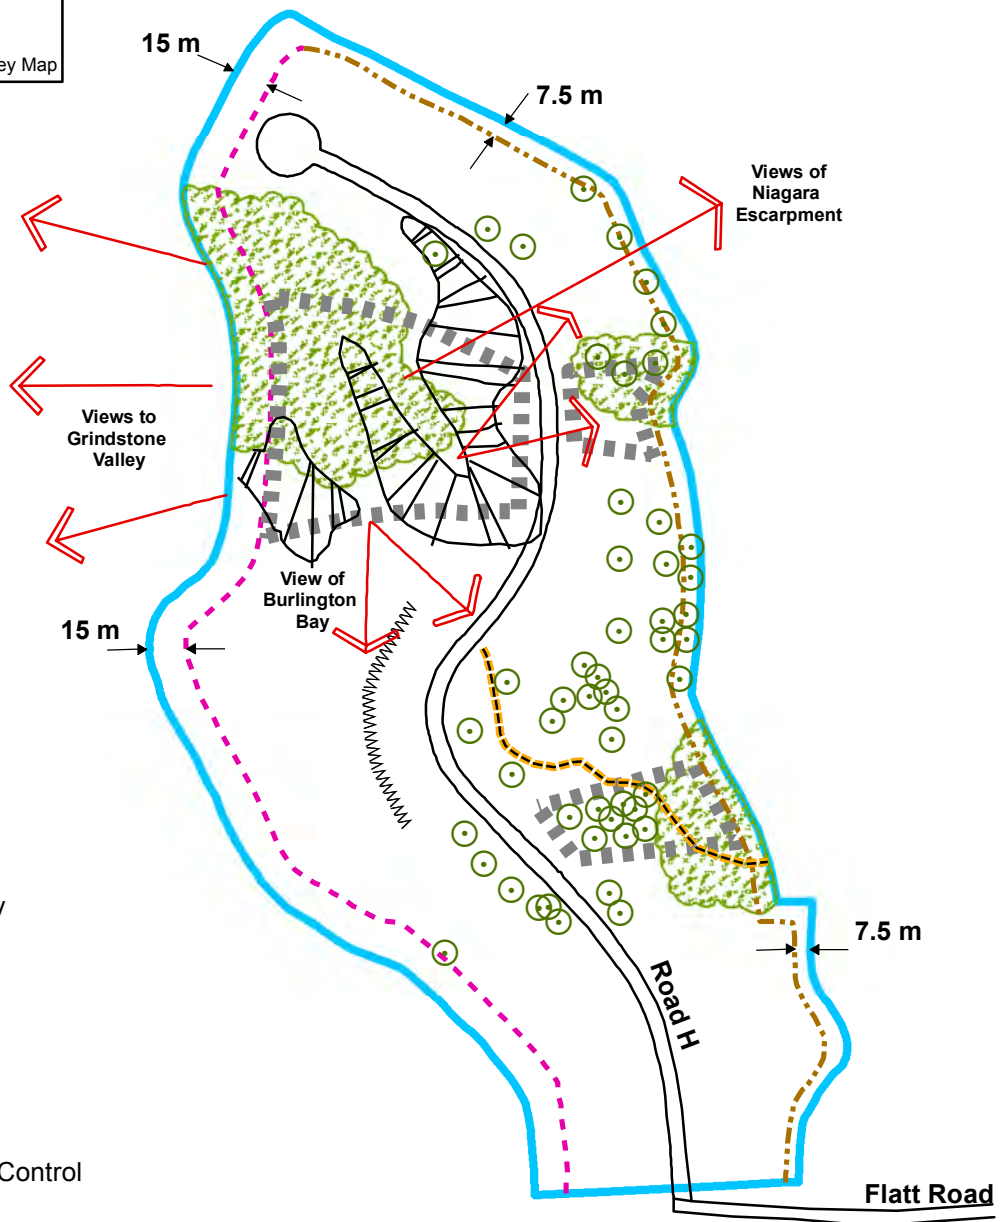 ey Map
15 m
7.5 m
Views of
Niagara
Escarpment
Views to
Grindstone
Valley
View of
Burlington
Bay
15 m
y
7.5 m
Road H
Control
Flatt Road